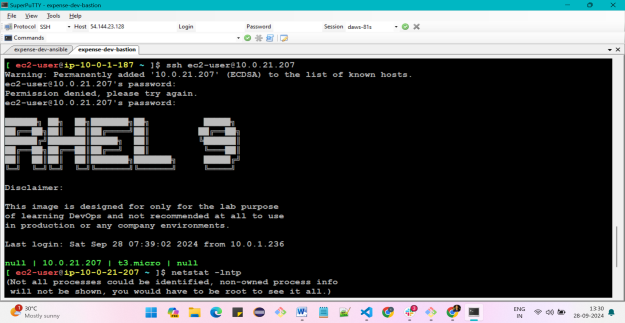 SuperPuTTY - expense-dev-bastion
File View Tools Help
Protocol SSH Host 54.144.23.128 Login Password Session daws-81s
Commands
expense-dev-ansible expense-dev-bastion
[ ec2-user@ip-10-0-1-187 ~ ]$ ssh ec2-user@10.0.21.207
Warning: Permanently added '10.0.21.207' (ECDSA) to the list of known hosts.
ec2-user@10.0.21.207's password:
Permission denied, please try again.
ec2-user@10.0.21.207's password:
RHEL 9
Disclaimer:
This image is designed for only for the lab purpose
of learning DevOps and not recommended at all to use
in production or any company environments.
Last login: Sat Sep 28 07:39:02 2024 from 10.0.1.236
null | 10.0.21.207 | t3.micro | null
[ ec2-user@ip-10-0-21-207 ~ ]$ netstat -lntp
(Not all processes could be identified, non-owned process info
will not be shown, you would have to be root to see it all.)
30°C
Mostly sunny
ENG
IN
13:30
28-09-2024